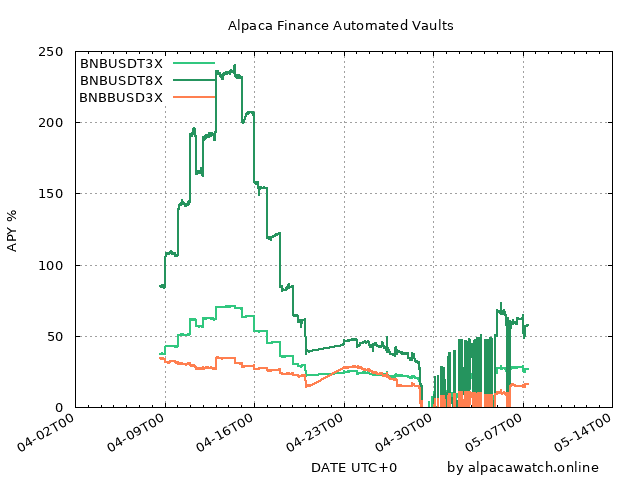 Alpaca Finance Automated Vaults
BNBUSDT3X
BNBUSDT8X
BNBBUSD3X
250
200
150
100
50
0
APY %
04-02T00
04-09T00
04-16T00
04-23T00
04-30T00
05-07T00
05-14T00
DATE UTC+0
by alpacawatch.online